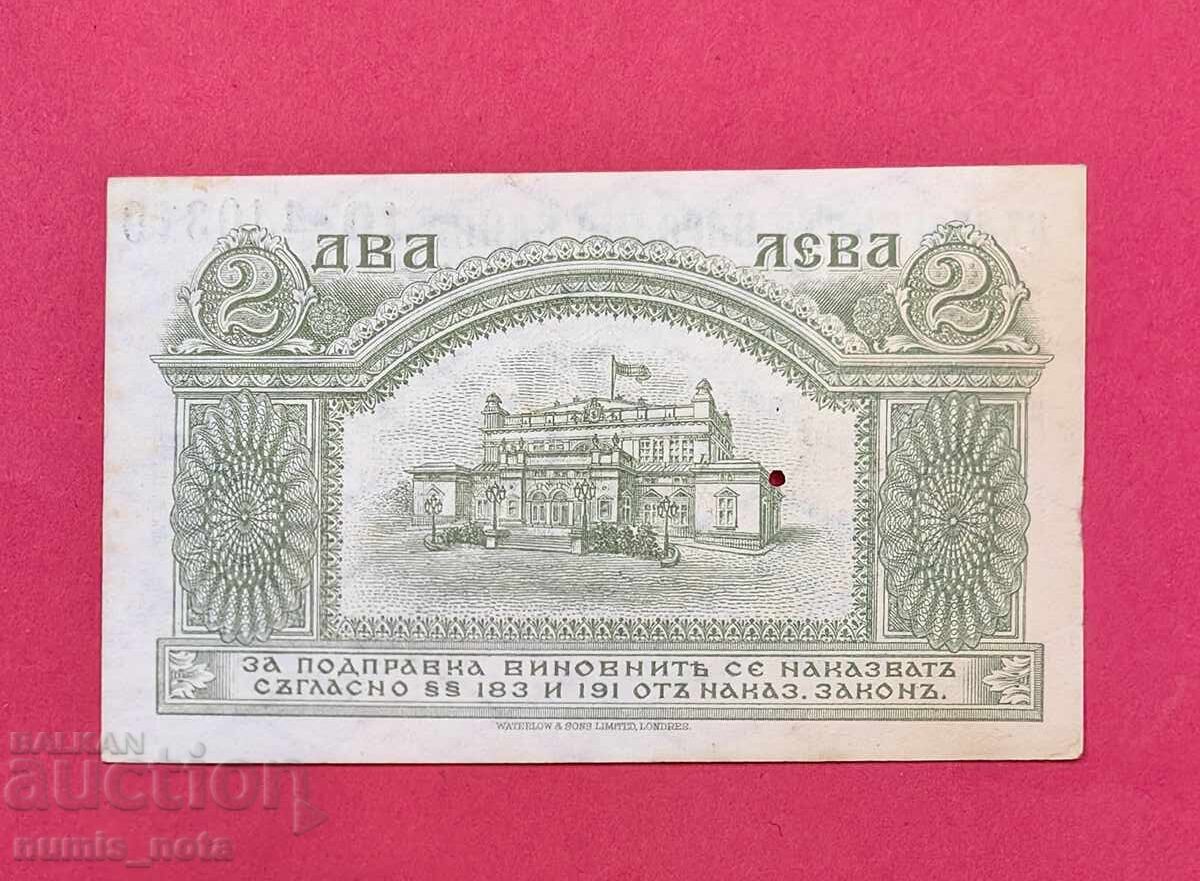 ДВА ЛЕВА
2 2
ЗА ПОДПРАВКА ВИНОВНИТѢ СЕ НАКАЗВАТЪ
СЪГЛАСНО §§ 183 И 191 ОТЪ НАКАЗ. ЗАКОНЪ.
WATERLOW & SONS LIMITED, LONDRES.
BALKAN
auction
numis_nota